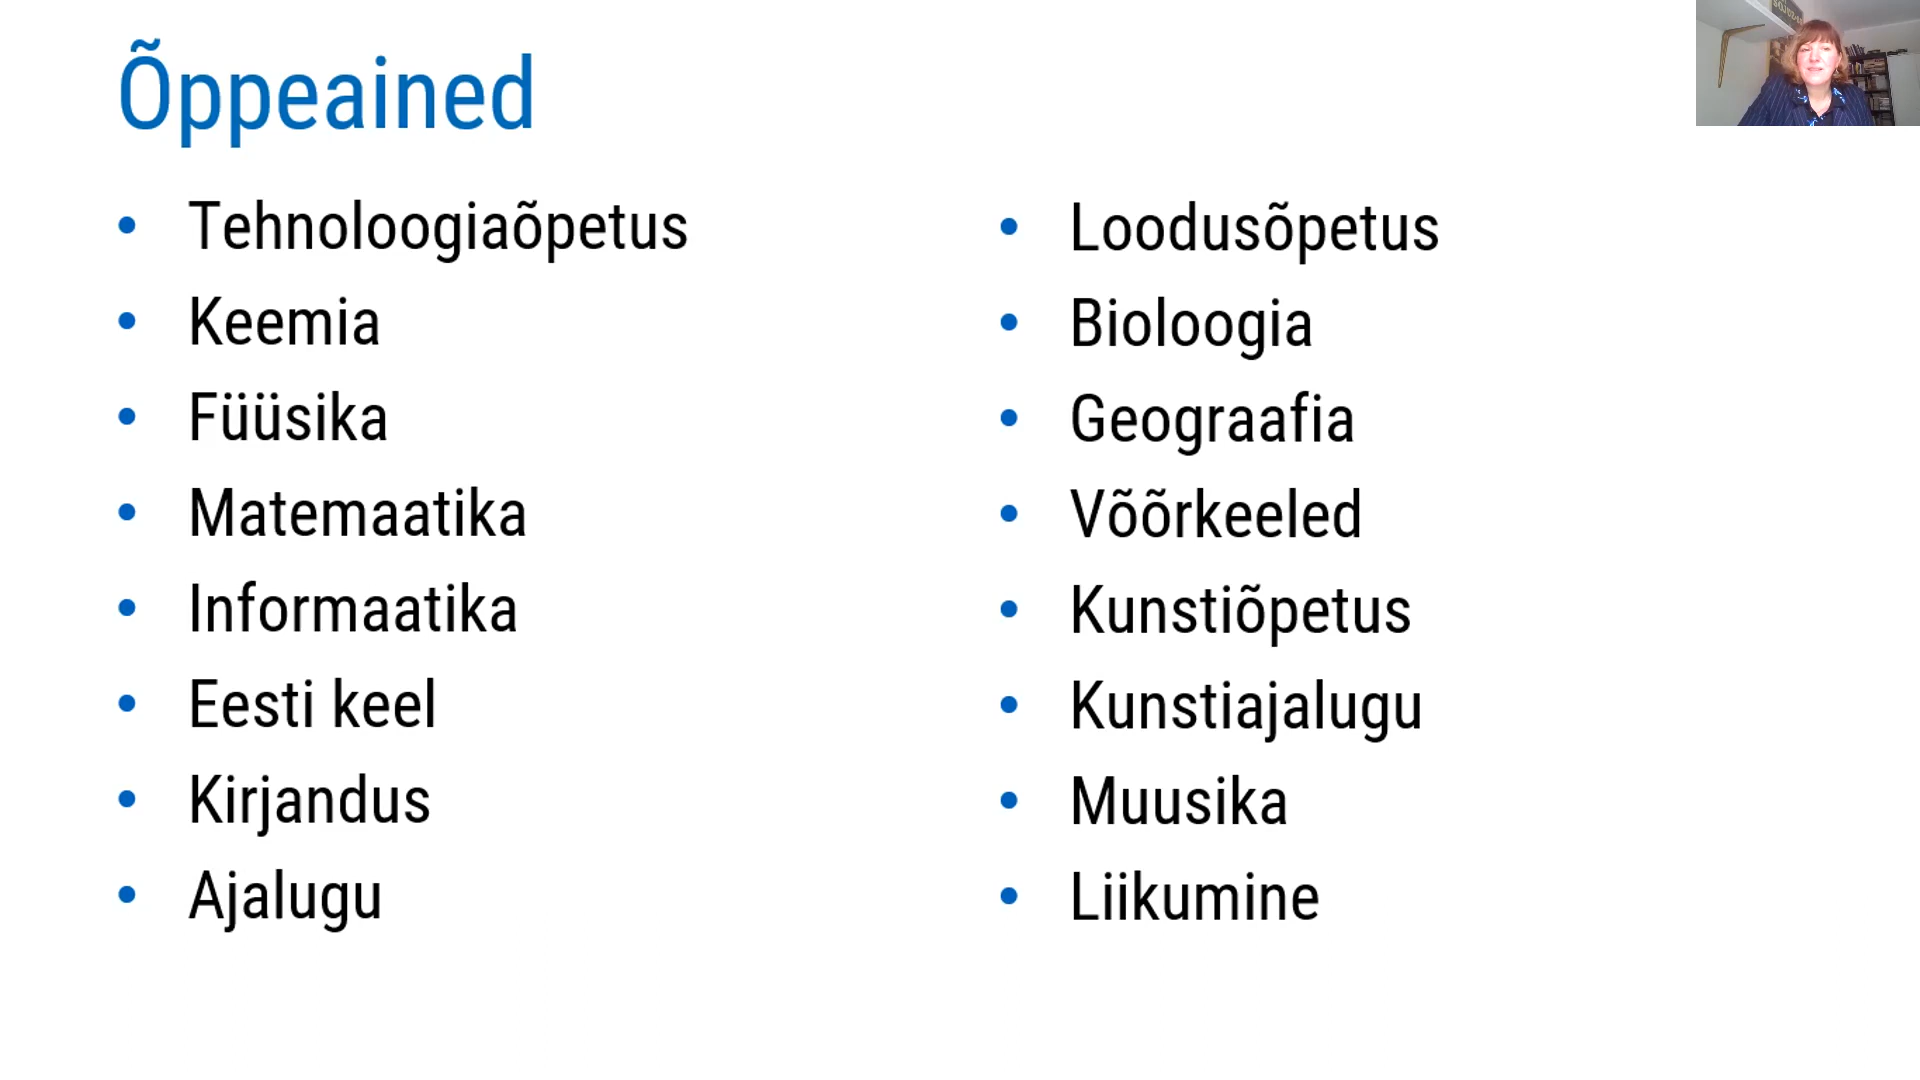 Õppeained
Tehnoloogiaõpetus
Keemia
Füüsika
Matemaatika
Informaatika
Eesti keel
Kirjandus
Ajalugu
Loodusõpetus
Bioloogia
Geograafia
Võõrkeeled
Kunstiõpetus
Kunstiajalugu
Muusika
Liikumine